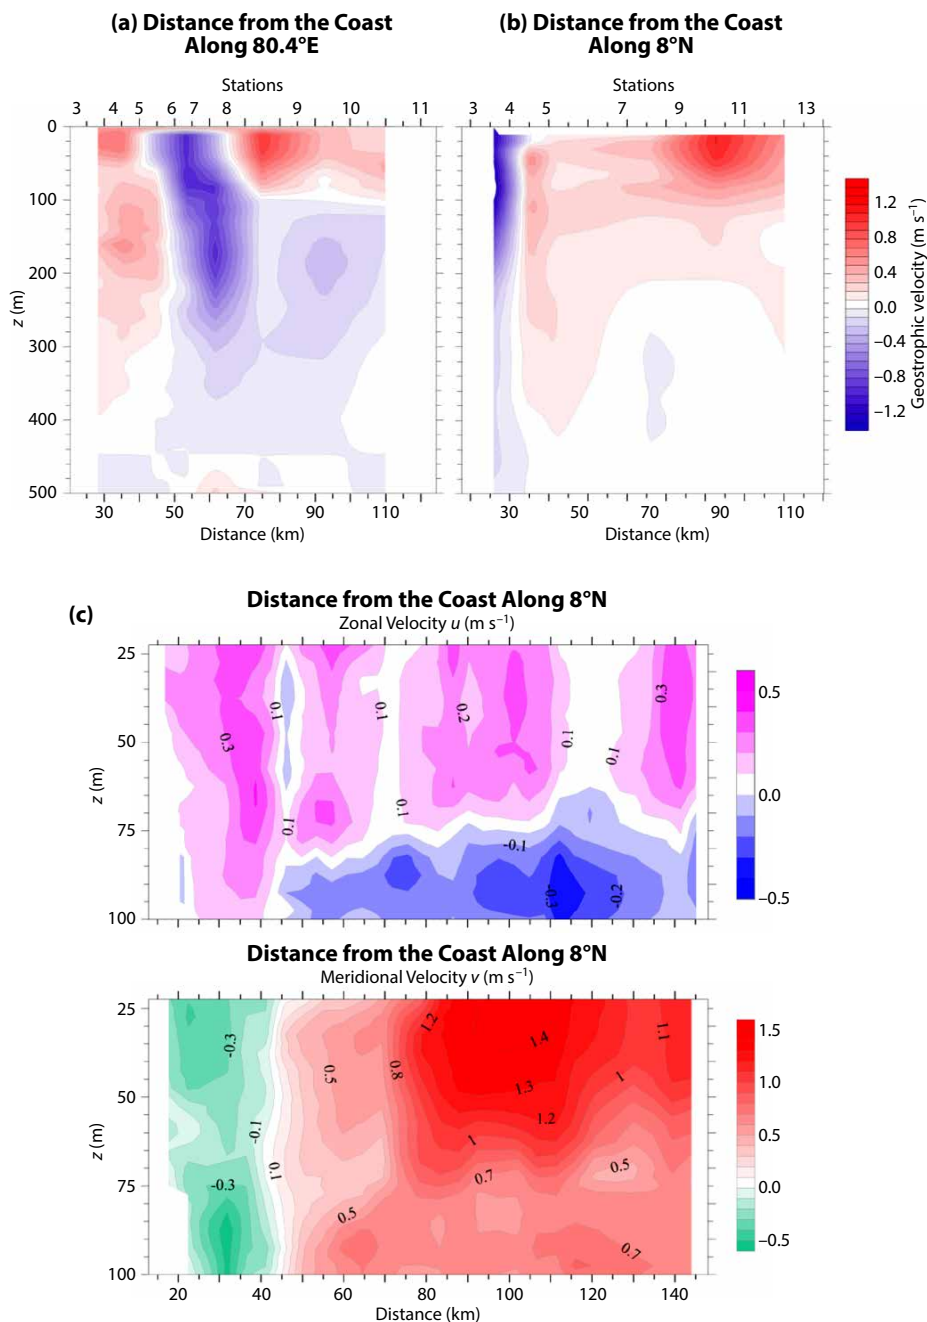 (a) Distance from the Coast
Along 80.4°E
(b) Distance from the Coast
Along 8°N
Stations
Stations
3 4 5 6 7 8 9 10 11
3 4 5 7 9 11 13
0
100
200
300
400
500
z (m)
30 50 70 90 110
30 50 70 90 110
Distance (km)
Distance (km)
1.2
0.8
0.4
0.0
−0.4
−0.8
−1.2
Geostrophic velocity (m s−1)
(c)
Distance from the Coast Along 8°N
Zonal Velocity u (m s−1)
25
50
75
100
z (m)
0.3
0.1
0.1
0.1
0.1
0.2
0.1
0.1
0.3
-0.1
-0.3
-0.2
0.5
0.0
−0.5
Distance from the Coast Along 8°N
Meridional Velocity v (m s−1)
25
50
75
100
z (m)
-0.3
-0.1
-0.3
0.1
0.5
0.5
0.8
1.2
1.4
1.3
1.2
1
0.7
1
1.1
0.5
0.7
1.5
1.0
0.5
0.0
−0.5
20 40 60 80 100 120 140
Distance (km)